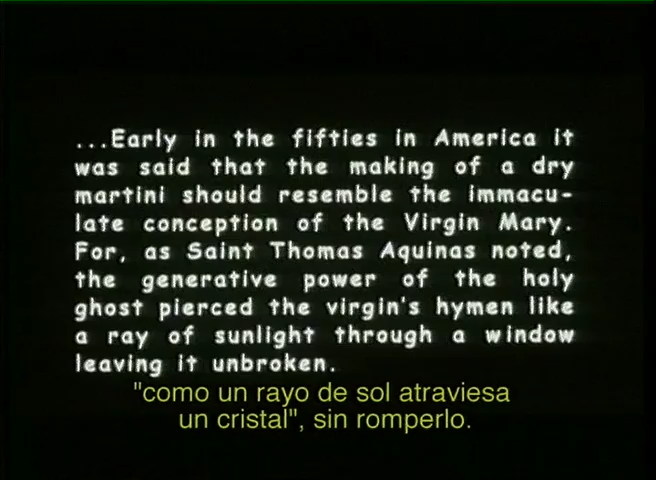 ...Early in the fifties in America it
was said that the making of a dry
martini should resemble the immacu-
late conception of the Virgin Mary.
For, as Saint Thomas Aquinas noted,
the generative power of the holy
ghost pierced the virgin's hymen like
a ray of sunlight through a window
leaving it unbroken.
"como un rayo de sol atraviesa
un cristal", sin romperlo.